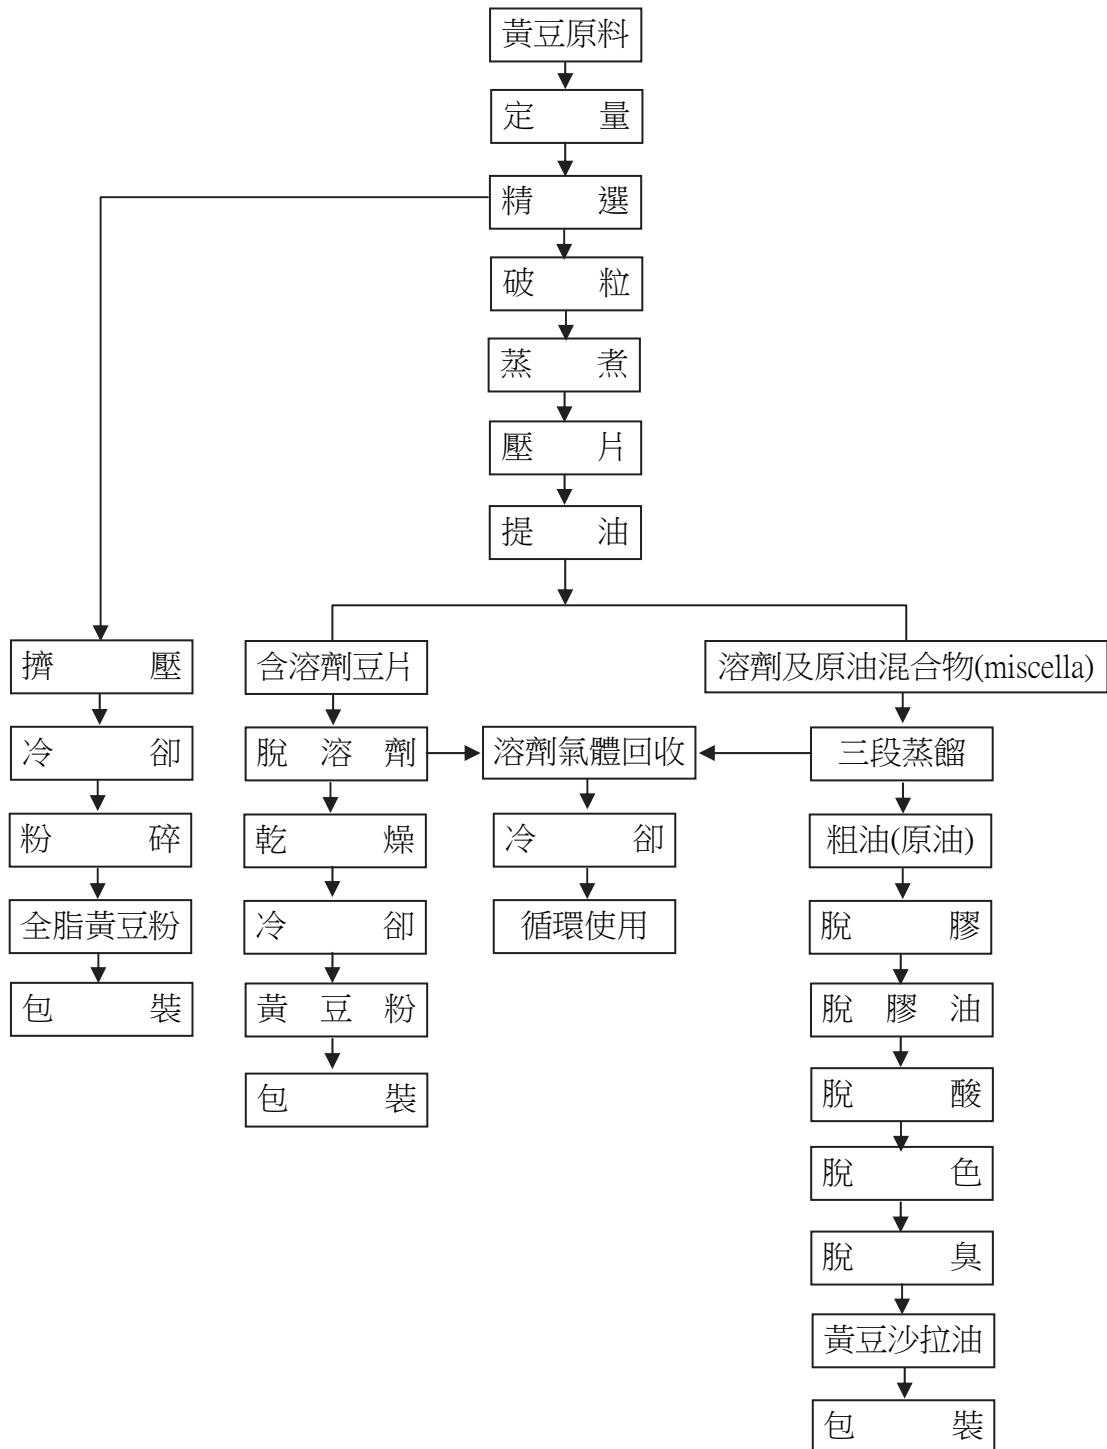 黃豆原料
定量
精選
破粒
蒸煮
壓片
提油
擠壓
冷卻
粉碎
全脂黃豆粉
包裝
含溶劑豆片
脫溶劑
乾燥
冷卻
黃豆粉
包裝
溶劑氣體回收
冷卻
循環使用
溶劑及原油混合物(miscella)
三段蒸餾
粗油(原油)
脫膠
脫膠油
脫酸
脫色
脫臭
黃豆沙拉油
包裝